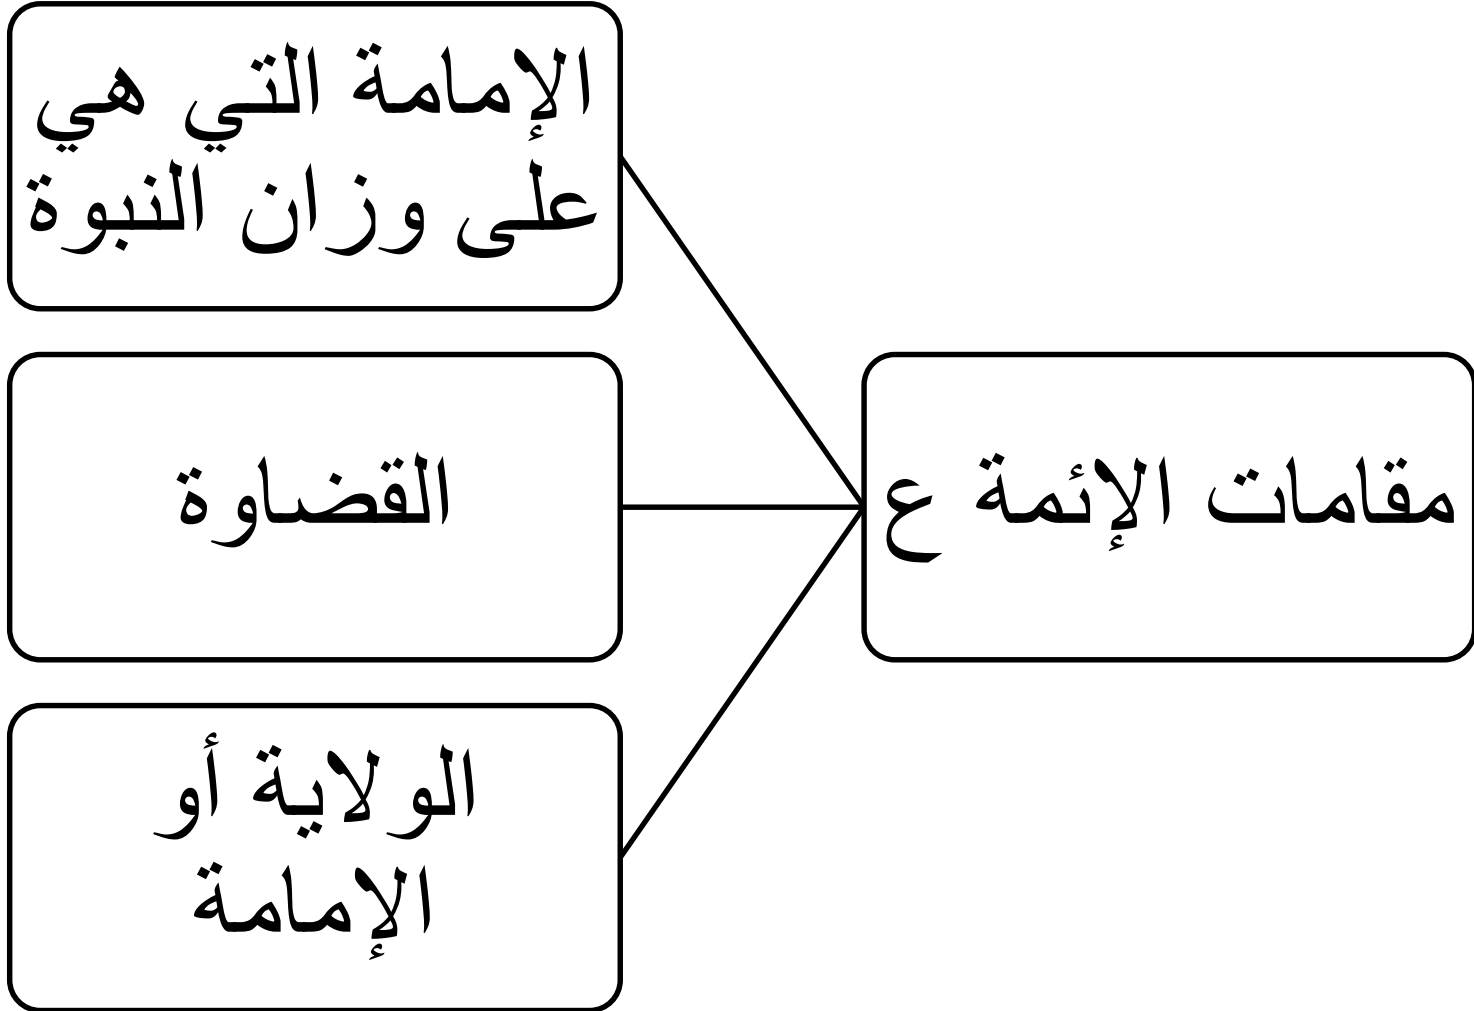 مقامات الإئمة ع
الإمامة التي هي
على وزان النبوة
القضاوة
الولاية أو
الإمامة